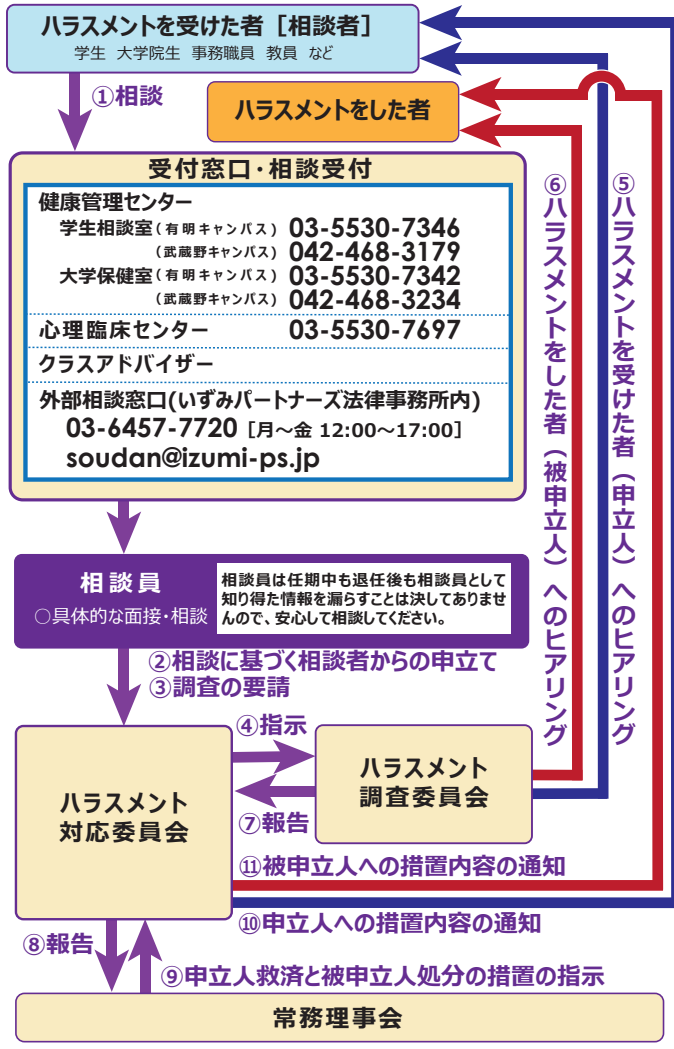 ハラスメントを受けた者［相談者］
学生 大学院生 事務職員 教員 など
①相談
ハラスメントをした者
受付窓口・相談受付
健康管理センター
学生相談室(有明キャンパス) 03-5530-7346
(武蔵野キャンパス) 042-468-3179
大学保健室(有明キャンパス) 03-5530-7342
(武蔵野キャンパス) 042-468-3234
心理臨床センター 03-5530-7697
クラスアドバイザー
外部相談窓口(いずみパートナーズ法律事務所内)
03-6457-7720［月～金 12:00～17:00］
soudan@izumi-ps.jp
⑥ハラスメントをした者（被申立人）へのヒアリング
⑤ハラスメントを受けた者（申立人）へのヒアリング
相談員
○具体的な面接・相談
相談員は任期中も退任後も相談員として
知り得た情報を漏らすことは決してありませ
んので、安心して相談してください。
②相談に基づく相談者からの申立て
③調査の要請
④指示
ハラスメント
対応委員会
ハラスメント
調査委員会
⑦報告
⑪被申立人への措置内容の通知
⑩申立人への措置内容の通知
⑧報告
⑨申立人救済と被申立人処分の措置の指示
常務理事会